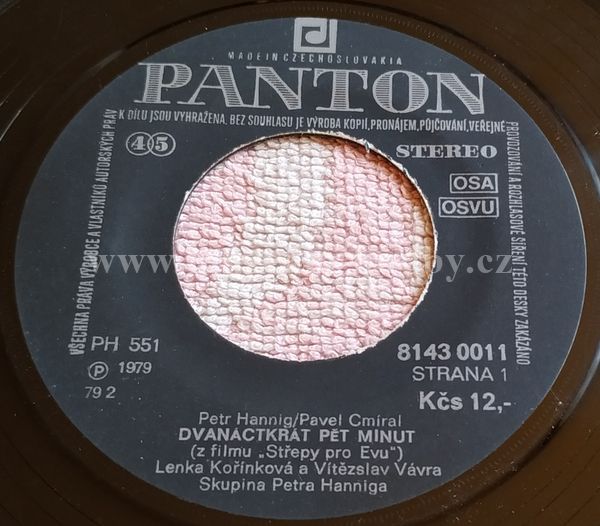 MADE IN CZECHOSLOVAKIA
PANTON
VŠECHNA PRÁVA VÝROBCE A VLASTNÍKŮ AUTORSKÝCH PRÁV
K DÍLU JSOU VYHRAŽENA. BEZ SOUHLASU JE VÝROBA KOPIÍ, PRONÁJEM, PŮJČOVÁNÍ, VEŘEJNÉ
PROVOZOVÁNÍ A ROZHLASOVÉ ŠÍŘENÍ TÉTO DESKY ZAKÁZÁNO
45
STEREO
OSA
OSVU
PH 551
Ⓟ 1979
79 2
8143 0011
STRANA 1
Kčs 12,-
Petr Hannig/Pavel Cmíral
DVANÁCTKRÁT PĚT MINUT
(z filmu „Střepy pro Evu")
Lenka Kořínková a Vítězslav Vávra
Skupina Petra Hanniga